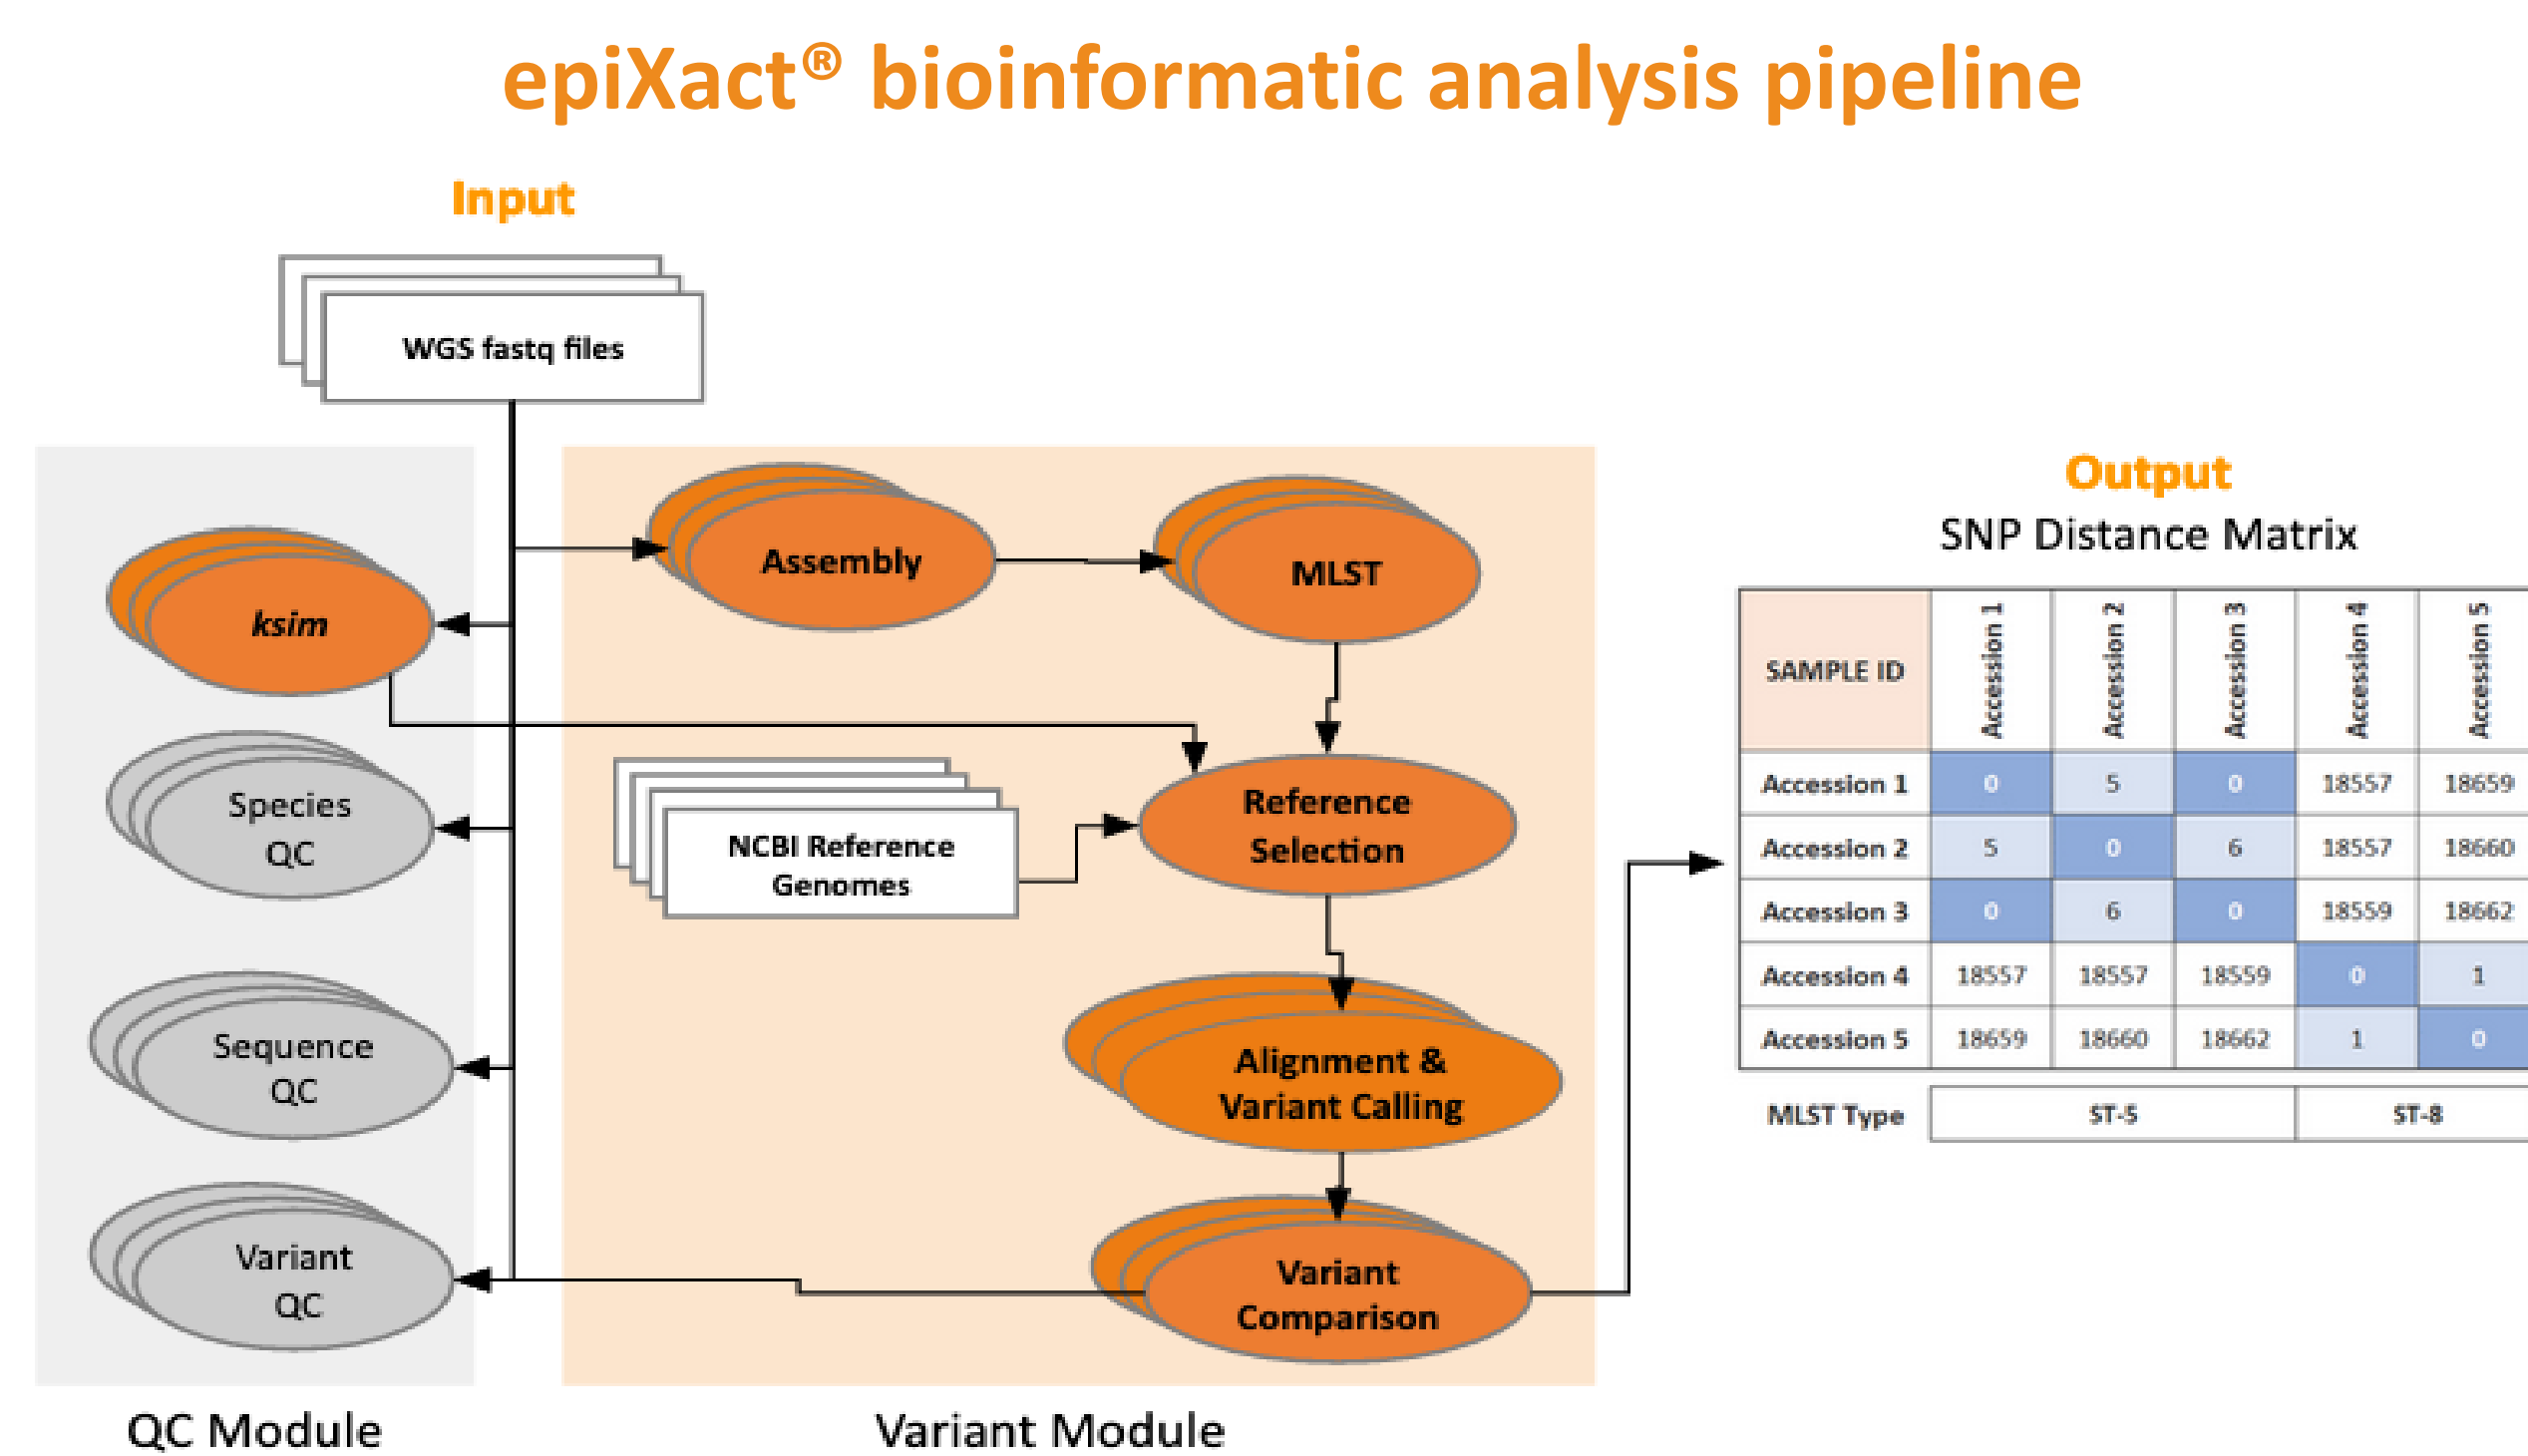 epiXact® bioinformatic analysis pipeline
Input
WGS fastq files
ksim
Species
QC
Sequence
QC
Variant
QC
QC Module
Assembly
MLST
NCBI Reference
Genomes
Reference
Selection
Alignment &
Variant Calling
Variant
Comparison
Variant Module
Output
SNP Distance Matrix
SAMPLE ID Accession 1 Accession 2 Accession 3 Accession 4 Accession 5
Accession 1 0 5 0 18557 18659
Accession 2 5 0 6 18557 18660
Accession 3 0 6 0 18559 18662
Accession 4 18557 18557 18559 0 1
Accession 5 18659 18660 18662 1 0
MLST Type ST-5 ST-8